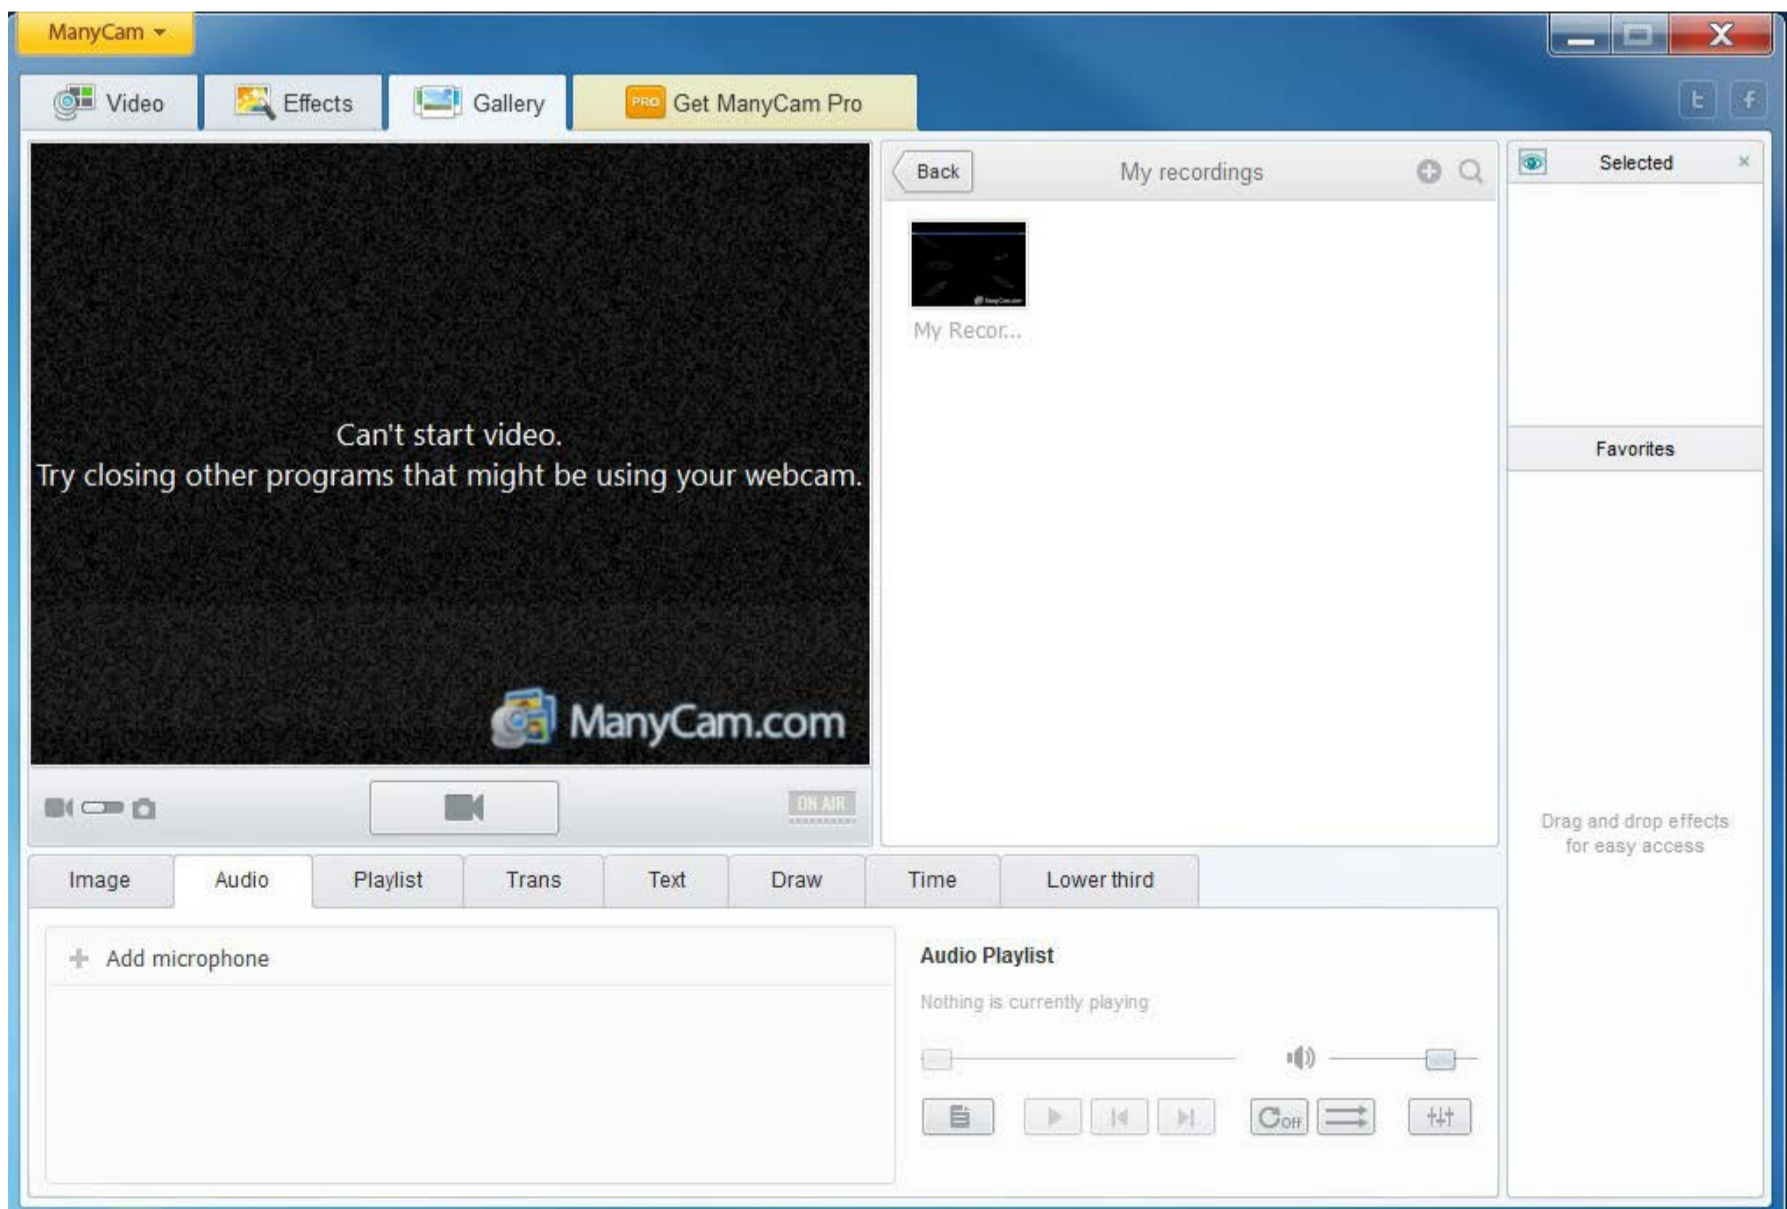 ManyCam
Video
Effects
Gallery
PRO Get ManyCam Pro
Back
My recordings
Selected
My Recor...
Can't start video.
Try closing other programs that might be using your webcam.
ManyCam.com
ON AIR
Favorites
Drag and drop effects
for easy access
Image
Audio
Playlist
Trans
Text
Draw
Time
Lower third
Add microphone
Audio Playlist
Nothing is currently playing
Off